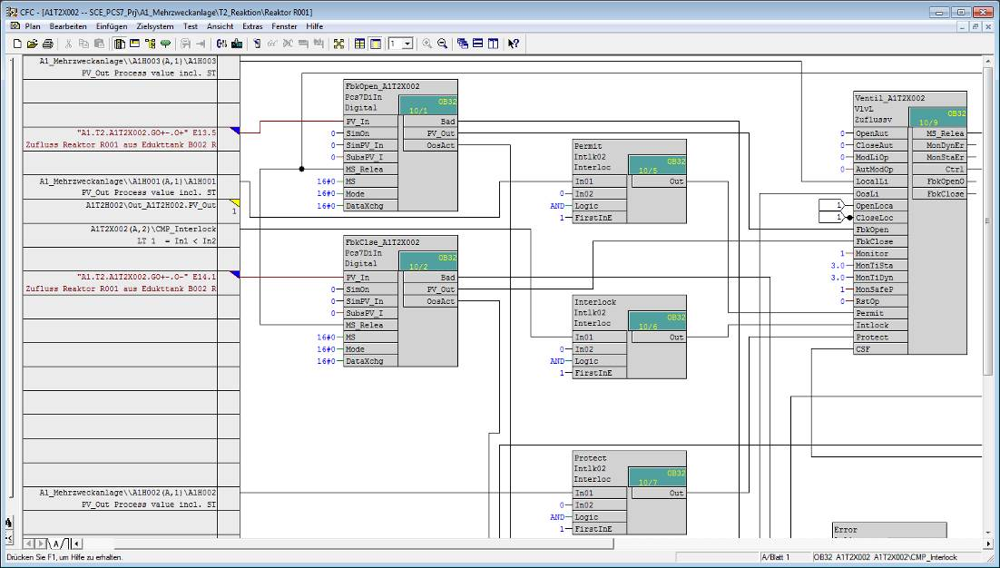 CFC - [A1T2X002 -- SCE_PCS7_Prj\A1_Mehrzweckanlage\T2_Reaktion\Reaktor R001]
Plan Bearbeiten Einfügen Zielsystem Test Ansicht Extras Fenster Hilfe
1
A1_Mehrzweckanlage\\A1H003(A,1)\A1H003
PV_Out Process value incl. ST
"A1.T2.A1T2X002.GO+-.O+" E13.5
Zufluss Reaktor R001 aus Edukttank B002 R
A1_Mehrzweckanlage\\A1H001(A,1)\A1H001
PV_Out Process value incl. ST
A1T2H002\Out_A1T2H002.PV_Out
1
A1T2X002(A,2)\CMP_Interlock
LT 1 = In1 < In2
"A1.T2.A1T2X002.GO+-.O-" E14.1
Zufluss Reaktor R001 aus Edukttank B002 R
A1_Mehrzweckanlage\\A1H002(A,1)\A1H002
PV_Out Process value incl. ST
FbkOpen_A1T2X002
Pcs7DiIn
Digital
OB32
10/1
PV_In Bad
0 SimOn PV_Out
0 SimPV_In OosAct
0 SubsPV_I
MS_Relea
16#0 MS
16#0 Mode
16#0 DataXchg
FbkClse_A1T2X002
Pcs7DiIn
Digital
OB32
10/2
PV_In Bad
0 SimOn PV_Out
0 SimPV_In OosAct
0 SubsPV_I
MS_Relea
16#0 MS
16#0 Mode
16#0 DataXchg
Permit
Intlk02
Interloc
OB32
10/5
In01 Out
0 In02
AND Logic
1 FirstInE
Interlock
Intlk02
Interloc
OB32
10/6
In01 Out
0 In02
AND Logic
1 FirstInE
Protect
Intlk02
Interloc
OB32
10/7
In01 Out
0 In02
AND Logic
1 FirstInE
Ventil_A1T2X002
VlvL
Zuflussv
OB32
10/9
0 OpenAut MS_Relea
0 CloseAut MonDynEr
0 ModLiOp MonStaEr
0 AutModOp Ctrl
LocalLi FbkOpenO
OosLi FbkClose
1 OpenLoca
1 CloseLoc
FbkOpen
FbkClose
1 Monitor
3.0 MonTiSta
3.0 MonTiDyn
1 MonSafeP
0 RstOp
Permit
Intlock
Protect
CSF
Error
A
Drücken Sie F1, um Hilfe zu erhalten.
A/Blatt 1
OB32 A1T2X002 A1T2X002\CMP_Interlock